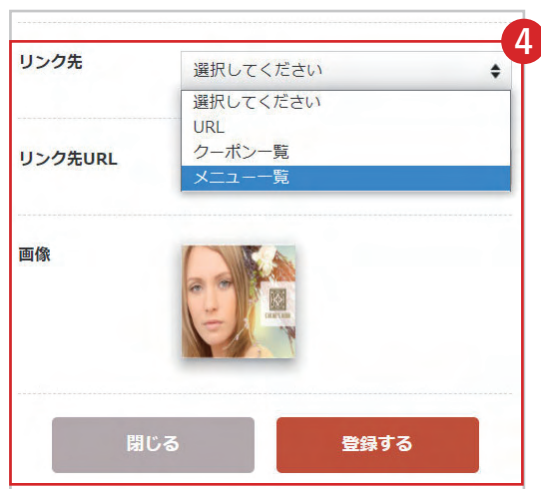 4
リンク先
選択してください
選択してください
URL
クーポン一覧
メニュー一覧
リンク先URL
画像
閉じる
登録する